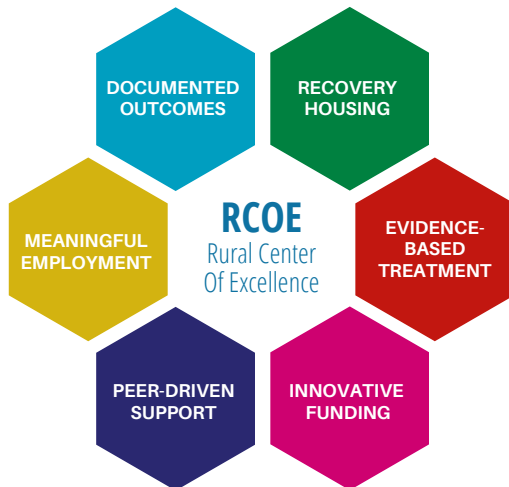 DOCUMENTED
OUTCOMES
RECOVERY
HOUSING
MEANINGFUL
EMPLOYMENT
RCOE
Rural Center
Of Excellence
EVIDENCE-
BASED
TREATMENT
PEER-DRIVEN
SUPPORT
INNOVATIVE
FUNDING